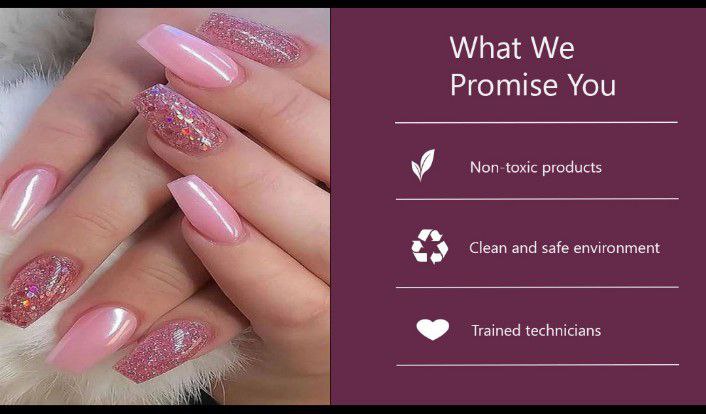 What We
Promise You
Non-toxic products
Clean and safe environment
Trained technicians